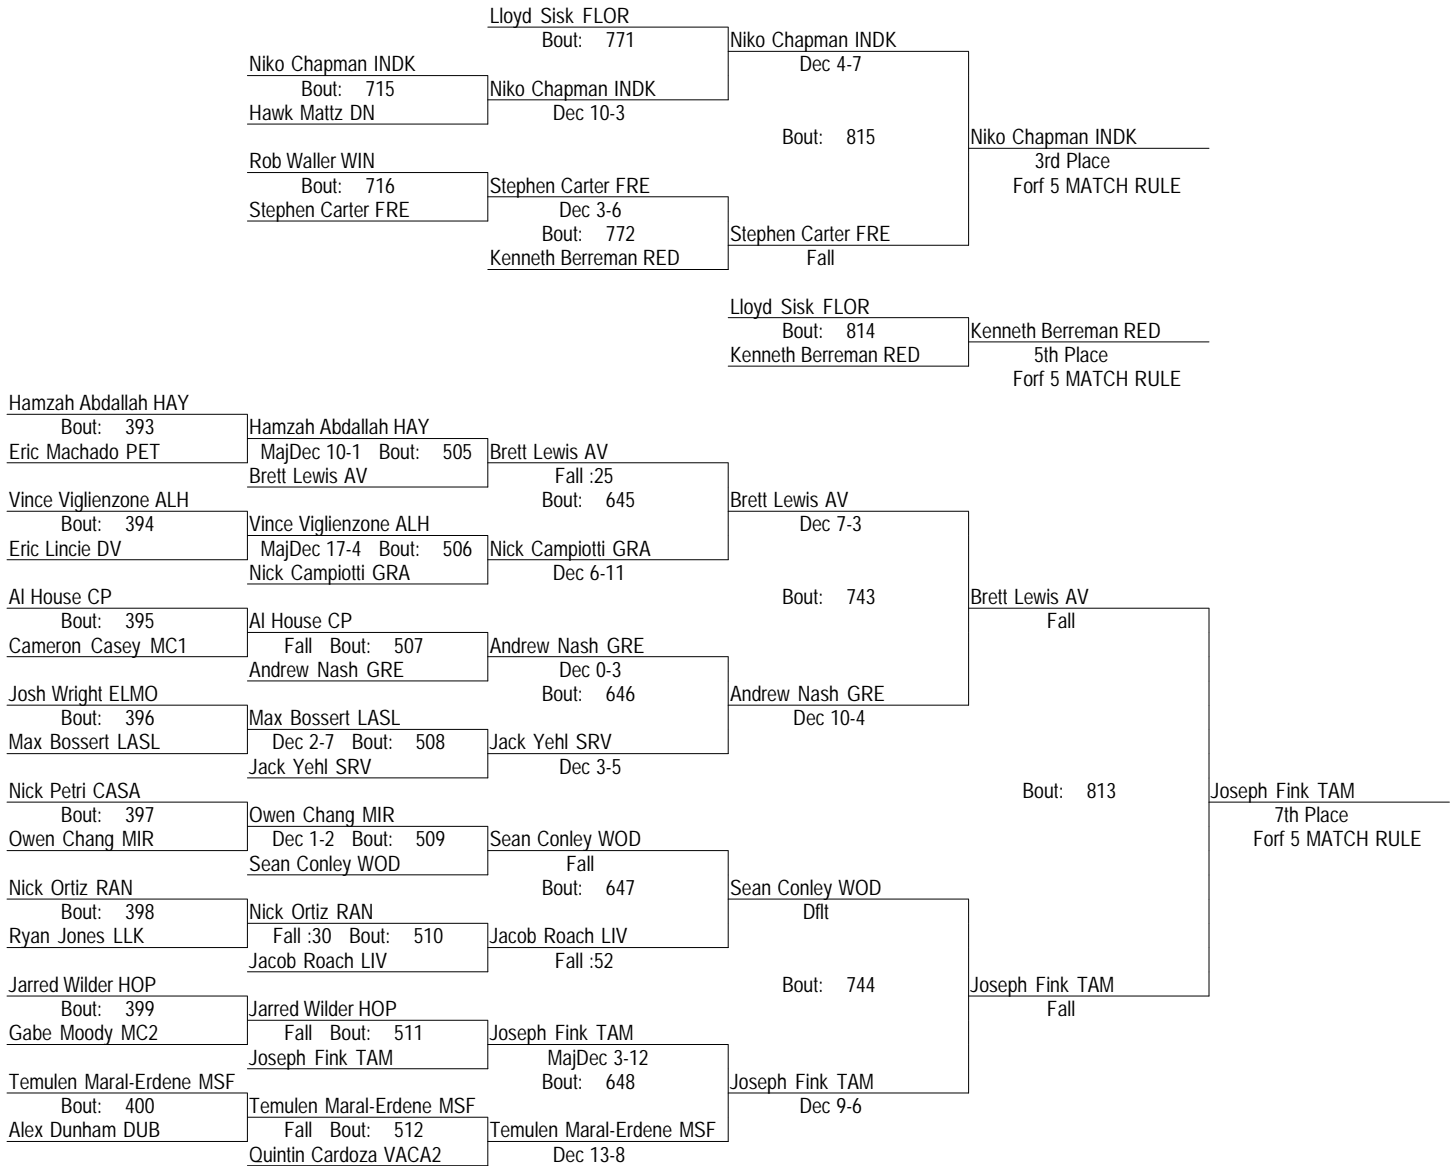 Lloyd Sisk FLOR
Bout: 771
Niko Chapman INDK
Niko Chapman INDK
Dec 4-7
Bout: 715
Niko Chapman INDK
Hawk Mattz DN
Dec 10-3
Bout: 815
Niko Chapman INDK
Rob Waller WIN
3rd Place
Bout: 716
Stephen Carter FRE
Forf 5 MATCH RULE
Stephen Carter FRE
Dec 3-6
Bout: 772
Stephen Carter FRE
Kenneth Berreman RED
Fall
Lloyd Sisk FLOR
Bout: 814
Kenneth Berreman RED
Kenneth Berreman RED
5th Place
Forf 5 MATCH RULE
Hamzah Abdallah HAY
Bout: 393
Hamzah Abdallah HAY
Eric Machado PET
MajDec 10-1 Bout: 505
Brett Lewis AV
Brett Lewis AV
Fall :25
Vince Viglienzone ALH
Bout: 645
Brett Lewis AV
Bout: 394
Vince Viglienzone ALH
Dec 7-3
Eric Lincie DV
MajDec 17-4 Bout: 506
Nick Campiotti GRA
Nick Campiotti GRA
Dec 6-11
Al House CP
Bout: 743
Brett Lewis AV
Bout: 395
Al House CP
Fall
Cameron Casey MC1
Fall Bout: 507
Andrew Nash GRE
Andrew Nash GRE
Dec 0-3
Josh Wright ELMO
Bout: 646
Andrew Nash GRE
Bout: 396
Max Bossert LASL
Dec 10-4
Max Bossert LASL
Dec 2-7 Bout: 508
Jack Yehl SRV
Jack Yehl SRV
Dec 3-5
Nick Petri CASA
Bout: 813
Joseph Fink TAM
Bout: 397
Owen Chang MIR
7th Place
Owen Chang MIR
Dec 1-2 Bout: 509
Sean Conley WOD
Forf 5 MATCH RULE
Sean Conley WOD
Fall
Nick Ortiz RAN
Bout: 647
Sean Conley WOD
Bout: 398
Nick Ortiz RAN
Dflt
Ryan Jones LLK
Fall :30 Bout: 510
Jacob Roach LIV
Jacob Roach LIV
Fall :52
Jarred Wilder HOP
Bout: 744
Joseph Fink TAM
Bout: 399
Jarred Wilder HOP
Fall
Gabe Moody MC2
Fall Bout: 511
Joseph Fink TAM
Joseph Fink TAM
MajDec 3-12
Temulen Maral-Erdene MSF
Bout: 648
Joseph Fink TAM
Bout: 400
Temulen Maral-Erdene MSF
Dec 9-6
Alex Dunham DUB
Fall Bout: 512
Temulen Maral-Erdene MSF
Quintin Cardoza VACA2
Dec 13-8